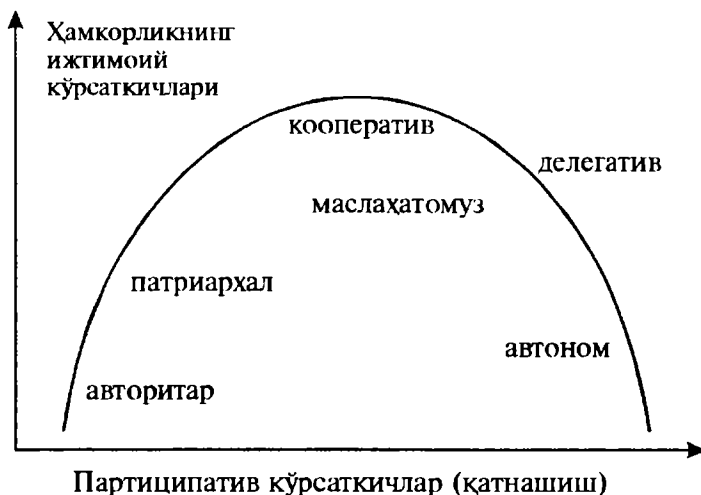 Ҳамкорликнинг
ижтимоий
кўрсаткичлари
кооператив
делегатив
маслаҳатомуз
патриархал
автоном
авторитар
Партиципатив кўрсаткичлар (қатнашиш)